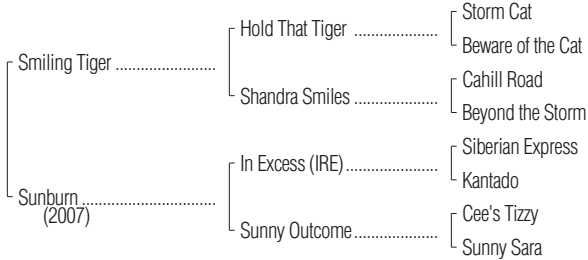 Storm Cat
Hold That Tiger ....................
Beware of the Cat
Smiling Tiger ........................
Cahill Road
Shandra Smiles ....................
Beyond the Storm
Siberian Express
In Excess (IRE) ......................
Kantado
Sunburn ................................
(2007)
Cee's Tizzy
Sunny Outcome ....................
Sunny Sara